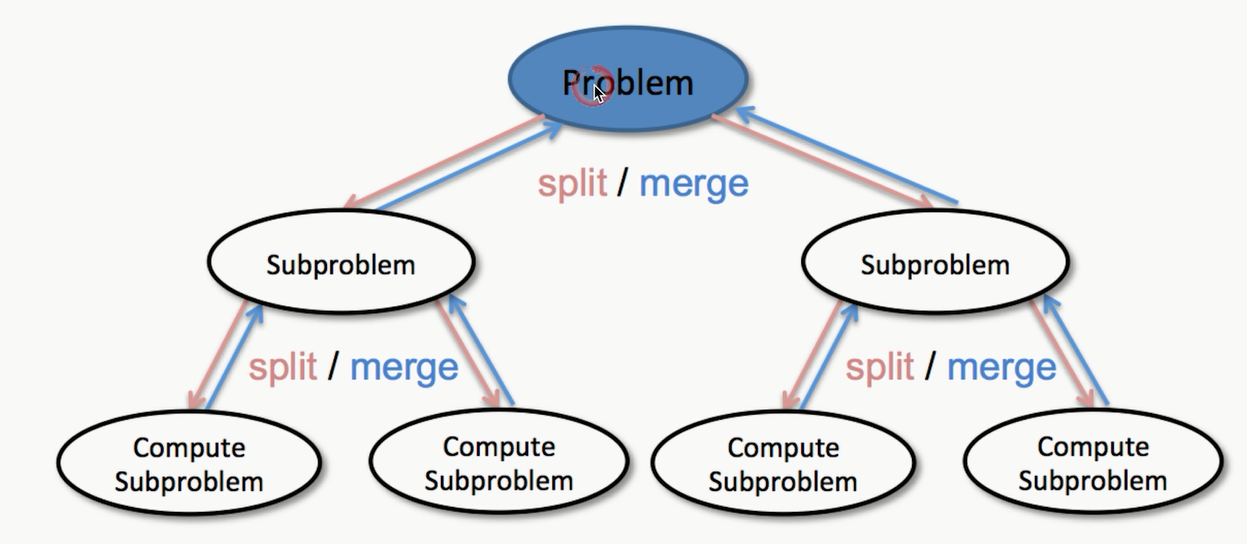 Problem
split / merge
Subproblem
Subproblem
split / merge
split / merge
Compute
Subproblem
Compute
Subproblem
Compute
Subproblem
Compute
Subproblem